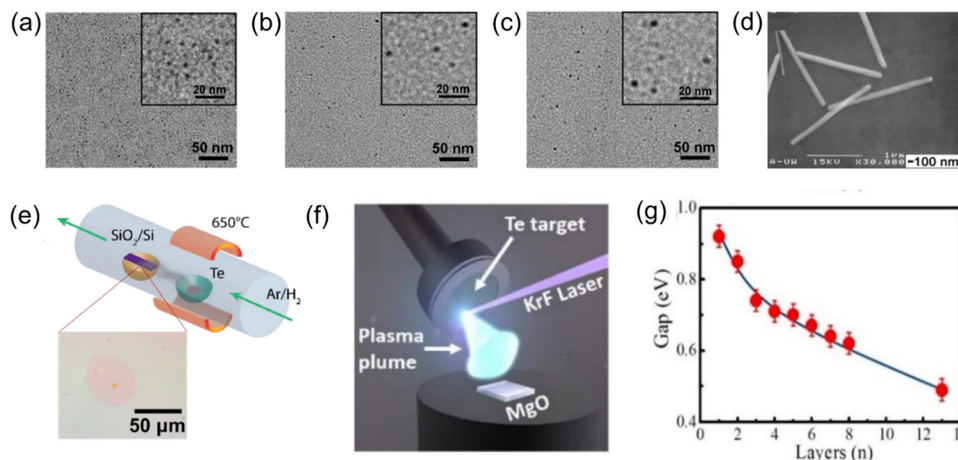 (a)
20 nm
50 nm
(b)
20 nm
50 nm
(c)
20 nm
50 nm
(d)
1μm
A-UW 15KV X30,000 100 nm
(e)
650°C
SiO2/Si
Te
Ar/H2
50 μm
(f)
Te target
KrF Laser
Plasma
plume
MgO
(g)
Gap (eV)
1.0
0.8
0.6
0.4
0 2 4 6 8 10 12 14
Layers (n)